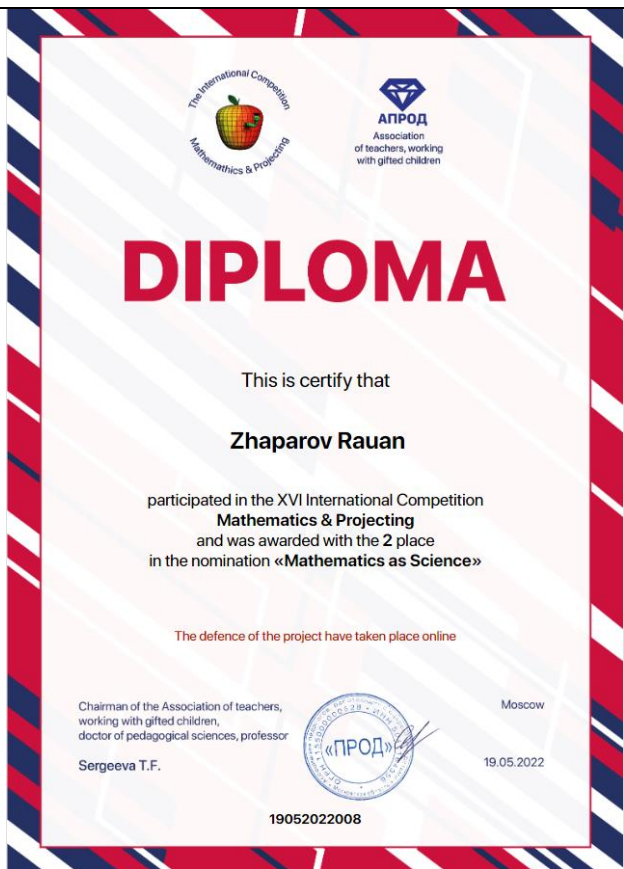 The International Competition
Mathemathics & Projecting
АПРОД
Association
of teachers, working
with gifted children
DIPLOMA
This is certify that
Zhaparov Rauan
participated in the XVI International Competition
Mathematics & Projecting
and was awarded with the 2 place
in the nomination «Mathematics as Science»
The defence of the project have taken place online
Chairman of the Association of teachers,
working with gifted children,
doctor of pedagogical sciences, professor
Sergeeva T.F.
«ПРОД»
Moscow
19.05.2022
19052022008